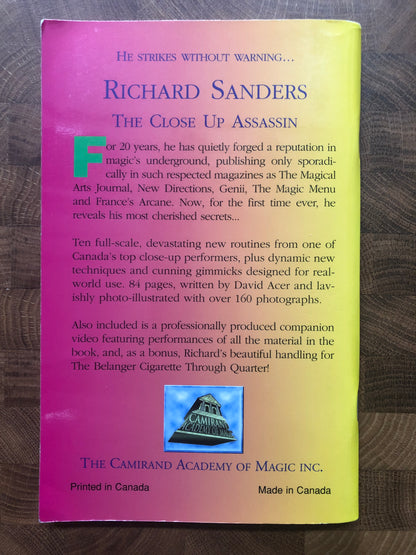 HE STRIKES WITHOUT WARNING...
RICHARD SANDERS
THE CLOSE UP ASSASSIN
For 20 years, he has quietly forged a reputation in
magic's underground, publishing only sporadi-
cally in such respected magazines as The Magical
Arts Journal, New Directions, Genii, The Magic Menu
and France's Arcane. Now, for the first time ever, he
reveals his most cherished secrets...
Ten full-scale, devastating new routines from one of
Canada's top close-up performers, plus dynamic new
techniques and cunning gimmicks designed for real-
world use. 84 pages, written by David Acer and lav-
ishly photo-illustrated with over 160 photographs.
Also included is a professionally produced companion
video featuring performances of all the material in the
book, and, as a bonus, Richard's beautiful handling for
The Belanger Cigarette Through Quarter!
CAMIRAND
ACADEMY OF MAGIC
THE CAMIRAND ACADEMY OF MAGIC INC.
Printed in Canada
Made in Canada